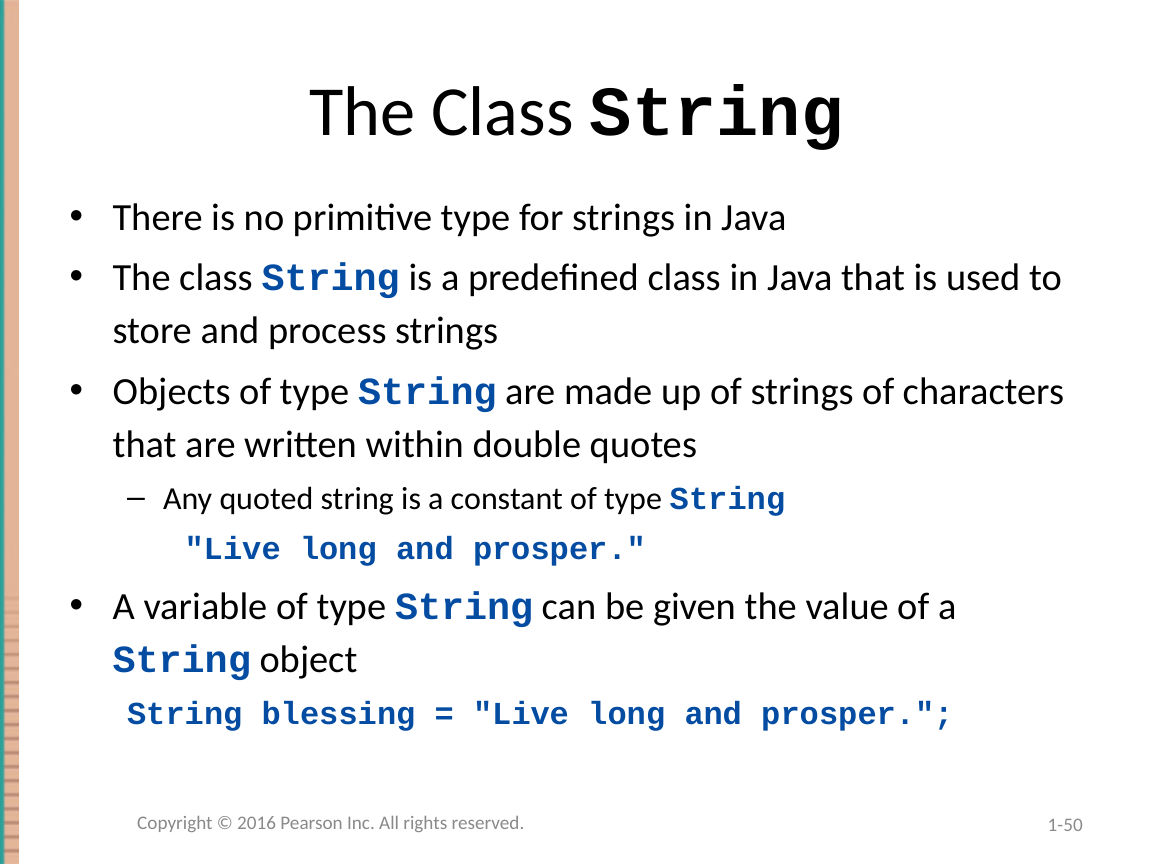 The Class String
• There is no primitive type for strings in Java
• The class String is a predefined class in Java that is used to
store and process strings
• Objects of type String are made up of strings of characters
that are written within double quotes
– Any quoted string is a constant of type String
"Live long and prosper."
• A variable of type String can be given the value of a
String object
String blessing = "Live long and prosper.";
Copyright © 2016 Pearson Inc. All rights reserved.
1-50